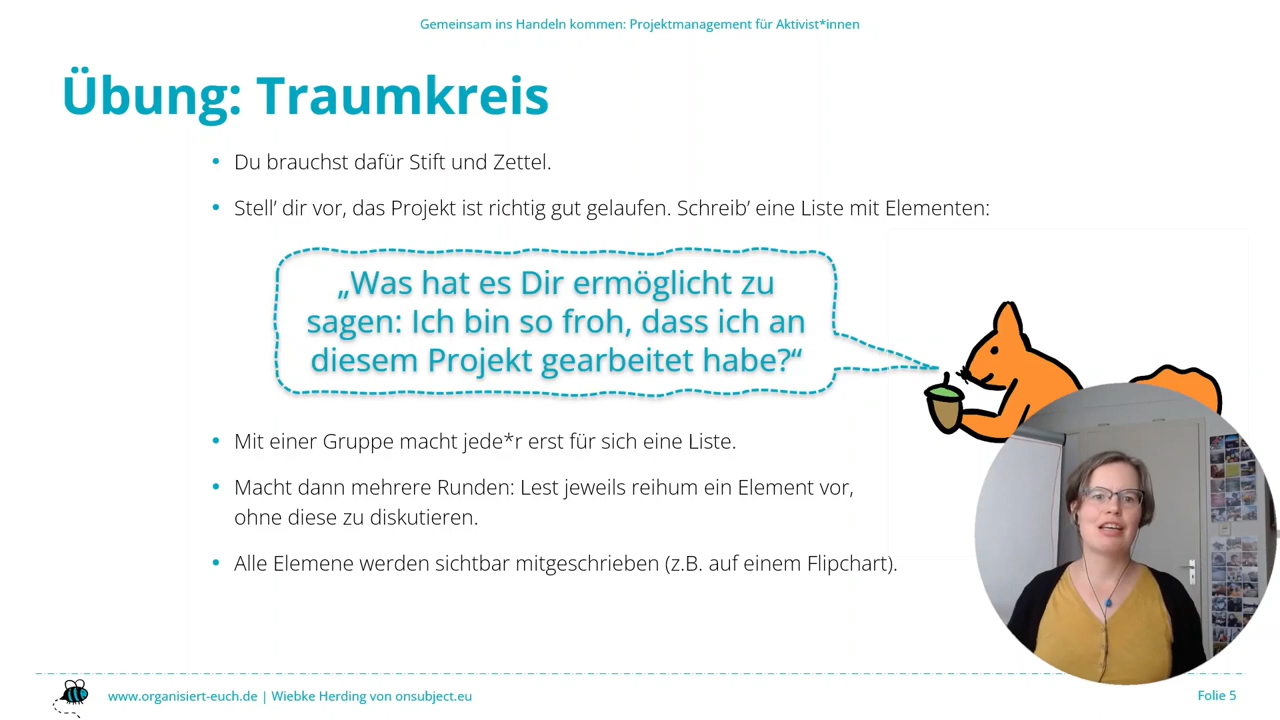 Gemeinsam ins Handeln kommen: Projektmanagement für Aktivist*innen
Übung: Traumkreis
• Du brauchst dafür Stift und Zettel.
• Stell’ dir vor, das Projekt ist richtig gut gelaufen. Schreib’ eine Liste mit Elementen:
„Was hat es Dir ermöglicht zu
sagen: Ich bin so froh, dass ich an
diesem Projekt gearbeitet habe?“
• Mit einer Gruppe macht jede*r erst für sich eine Liste.
• Macht dann mehrere Runden: Lest jeweils reihum ein Element vor,
ohne diese zu diskutieren.
• Alle Elemene werden sichtbar mitgeschrieben (z.B. auf einem Flipchart).
www.organisiert-euch.de | Wiebke Herding von onsubject.eu
Folie 5